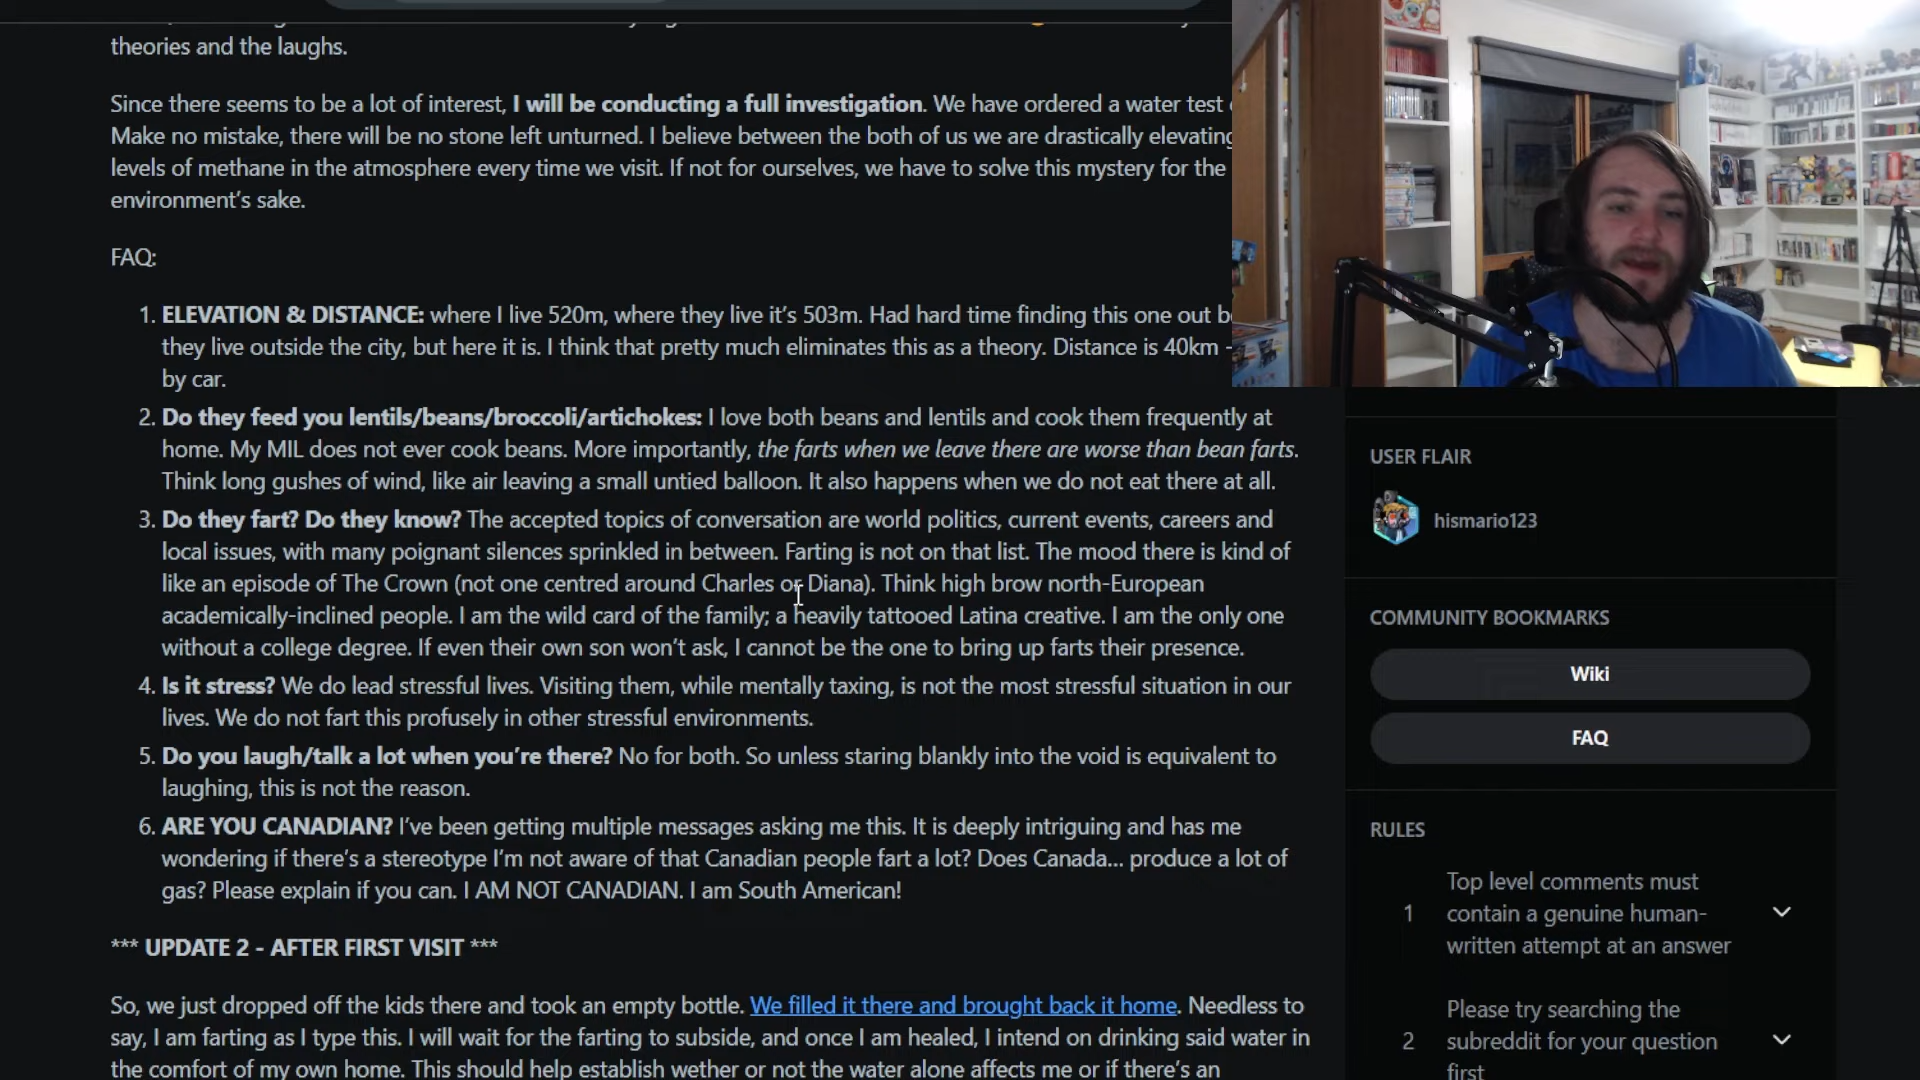 theories and the laughs.
Since there seems to be a lot of interest, I will be conducting a full investigation. We have ordered a water test
Make no mistake, there will be no stone left unturned. I believe between the both of us we are drastically elevating
levels of methane in the atmosphere every time we visit. If not for ourselves, we have to solve this mystery for the
environment's sake.
FAQ:
1. ELEVATION & DISTANCE: where I live 520m, where they live it's 503m. Had hard time finding this one out
they live outside the city, but here it is. I think that pretty much eliminates this as a theory. Distance is 40km -
by car.
2. Do they feed you lentils/beans/broccoli/artichokes: I love both beans and lentils and cook them frequently at
home. My MIL does not ever cook beans. More importantly, the farts when we leave there are worse than bean farts.
Think long gushes of wind, like air leaving a small untied balloon. It also happens when we do not eat there at all.
3. Do they fart? Do they know? The accepted topics of conversation are world politics, current events, careers and
local issues, with many poignant silences sprinkled in between. Farting is not on that list. The mood there is kind of
like an episode of The Crown (not one centred around Charles or Diana). Think high brow north-European
academically-inclined people. I am the wild card of the family; a heavily tattooed Latina creative. I am the only one
without a college degree. If even their own son won't ask, I cannot be the one to bring up farts their presence.
4. Is it stress? We do lead stressful lives. Visiting them, while mentally taxing, is not the most stressful situation in our
lives. We do not fart this profusely in other stressful environments.
5. Do you laugh/talk a lot when you're there? No for both. So unless staring blankly into the void is equivalent to
laughing, this is not the reason.
6. ARE YOU CANADIAN? I've been getting multiple messages asking me this. It is deeply intriguing and has me
wondering if there's a stereotype I'm not aware of that Canadian people fart a lot? Does Canada... produce a lot of
gas? Please explain if you can. I AM NOT CANADIAN. I am South American!
*** UPDATE 2 - AFTER FIRST VISIT ***
So, we just dropped off the kids there and took an empty bottle. We filled it there and brought back it home. Needless to
say, I am farting as I type this. I will wait for the farting to subside, and once I am healed, I intend on drinking said water in
the comfort of my own home. This should help establish wether or not the water alone affects me or if there's an
USER FLAIR
hismario123
COMMUNITY BOOKMARKS
Wiki
FAQ
RULES
1
Top level comments must
contain a genuine human-
written attempt at an answer
2
Please try searching the
subreddit for your question
first